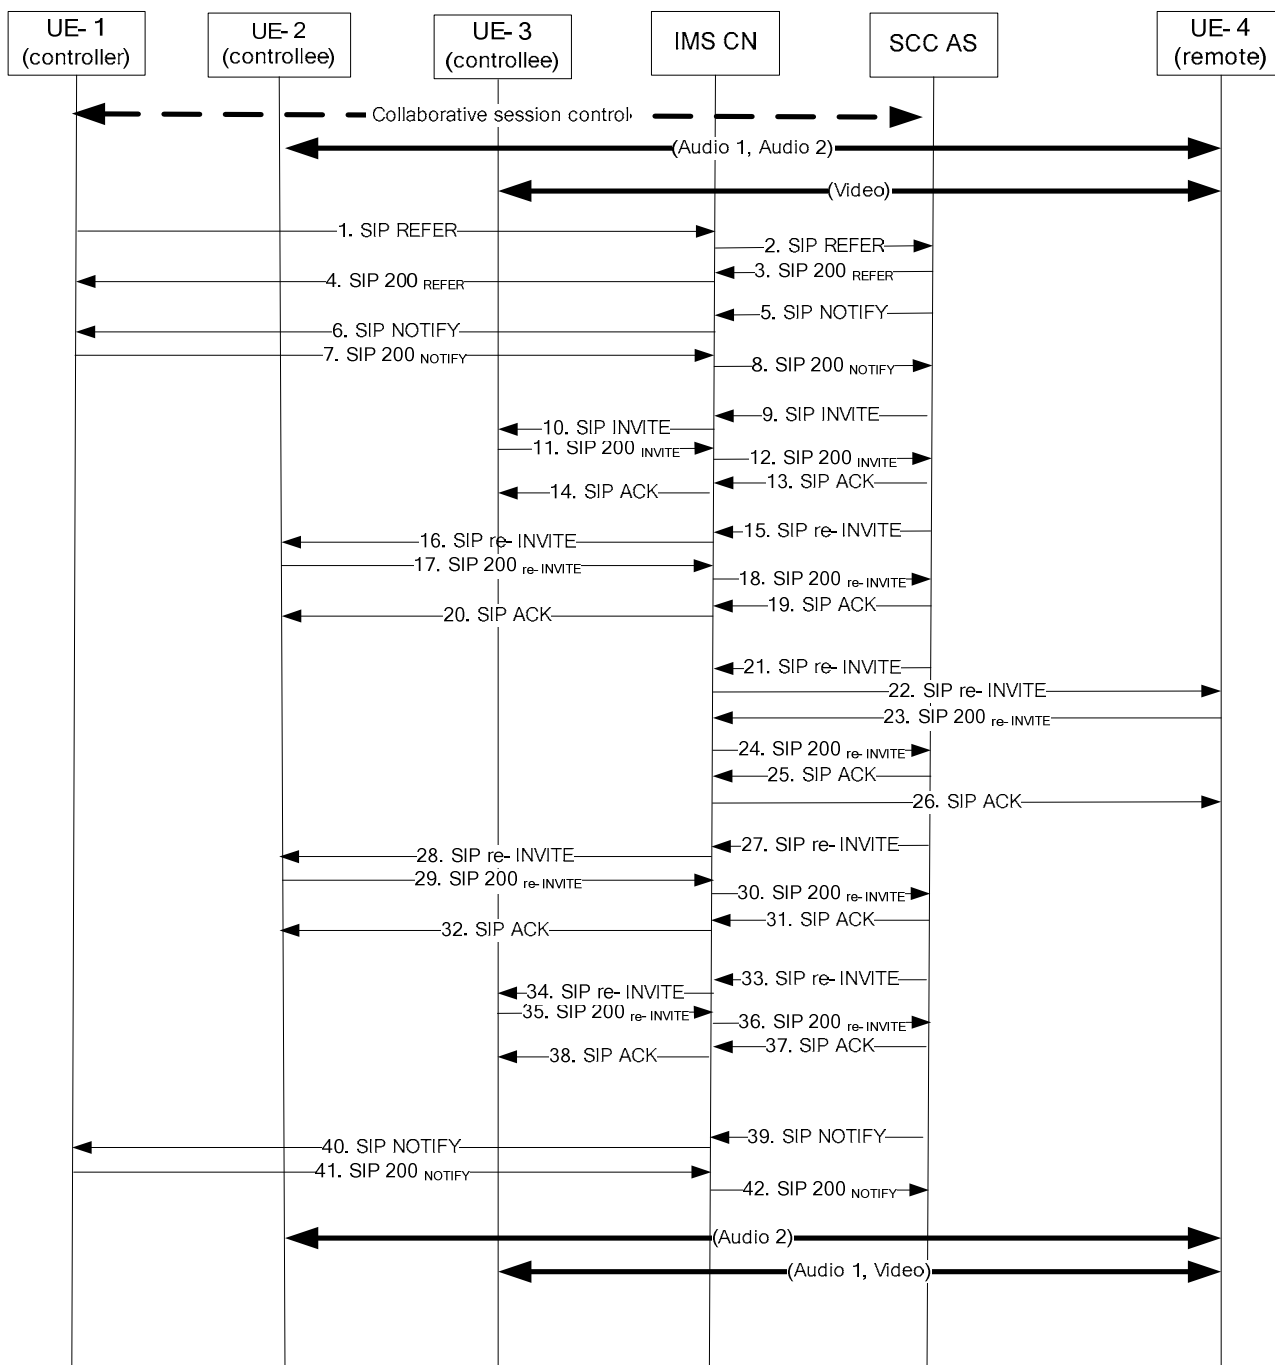 UE-1
(controller)
UE-2
(controllee)
UE-3
(controllee)
IMS CN
SCC AS
UE-4
(remote)
Collaborative session control
(Audio 1, Audio 2)
(Video)
1. SIP REFER
2. SIP REFER
3. SIP 200 REFER
4. SIP 200 REFER
5. SIP NOTIFY
6. SIP NOTIFY
7. SIP 200 NOTIFY
8. SIP 200 NOTIFY
9. SIP INVITE
10. SIP INVITE
11. SIP 200 INVITE
12. SIP 200 INVITE
13. SIP ACK
14. SIP ACK
15. SIP re-INVITE
16. SIP re-INVITE
17. SIP 200 re-INVITE
18. SIP 200 re-INVITE
19. SIP ACK
20. SIP ACK
21. SIP re-INVITE
22. SIP re-INVITE
23. SIP 200 re-INVITE
24. SIP 200 re-INVITE
25. SIP ACK
26. SIP ACK
27. SIP re-INVITE
28. SIP re-INVITE
29. SIP 200 re-INVITE
30. SIP 200 re-INVITE
31. SIP ACK
32. SIP ACK
33. SIP re-INVITE
34. SIP re-INVITE
35. SIP 200 re-INVITE
36. SIP 200 re-INVITE
37. SIP ACK
38. SIP ACK
39. SIP NOTIFY
40. SIP NOTIFY
41. SIP 200 NOTIFY
42. SIP 200 NOTIFY
(Audio 2)
(Audio 1, Video)